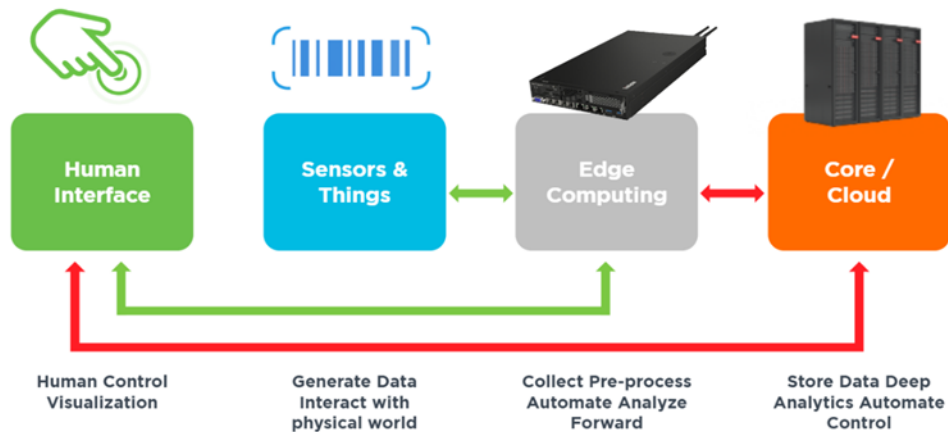 Human
Interface
Sensors &
Things
Edge
Computing
Core /
Cloud
Human Control
Visualization
Generate Data
Interact with
physical world
Collect Pre-process
Automate Analyze
Forward
Store Data Deep
Analytics Automate
Control